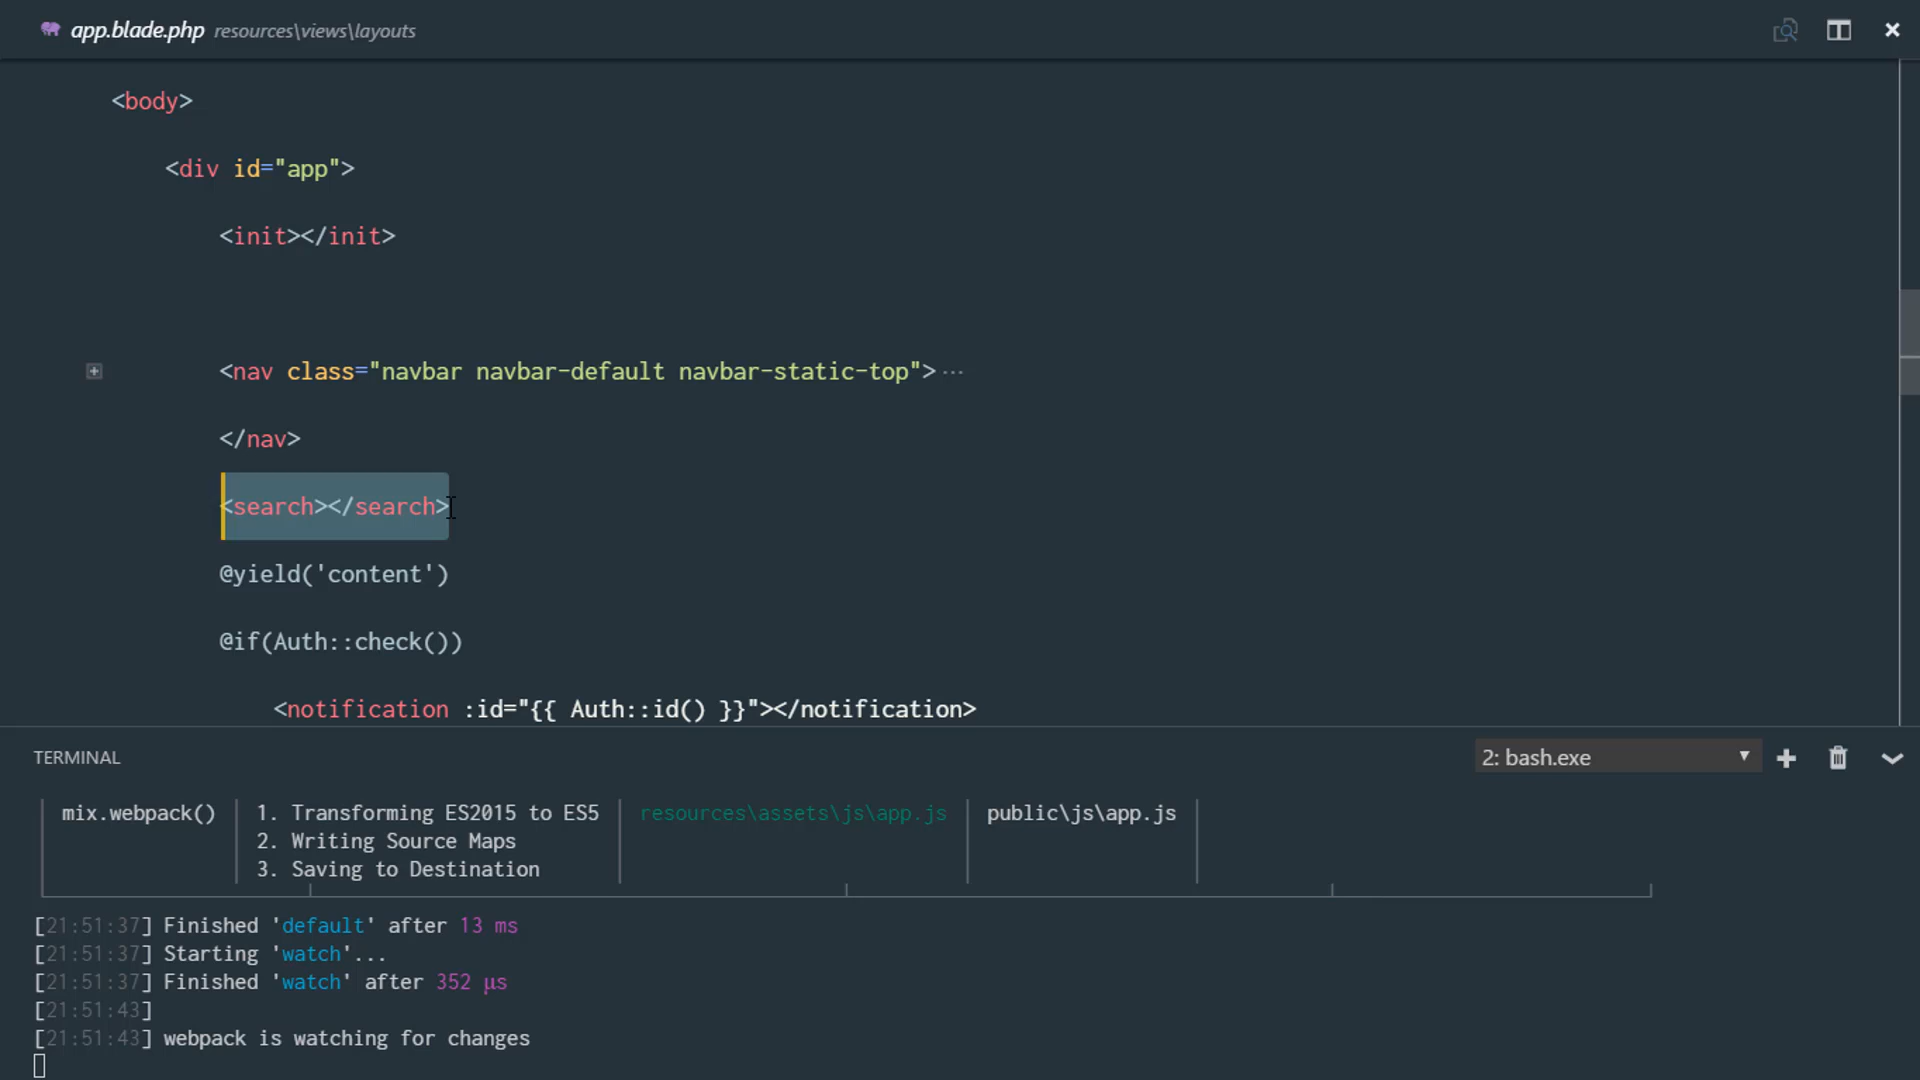 app.blade.php resources\views\layouts
<body>
<div id="app">
<init></init>
<nav class="navbar navbar-default navbar-static-top">...
</nav>
<search></search>
@yield('content')
@if(Auth::check())
<notification :id="{{ Auth::id() }}"></notification>
TERMINAL
2: bash.exe
mix.webpack() 1. Transforming ES2015 to ES5 resources\assets\js\app.js public\js\app.js
2. Writing Source Maps
3. Saving to Destination
[21:51:37] Finished 'default' after 13 ms
[21:51:37] Starting 'watch'...
[21:51:37] Finished 'watch' after 352 μs
[21:51:43]
[21:51:43] webpack is watching for changes